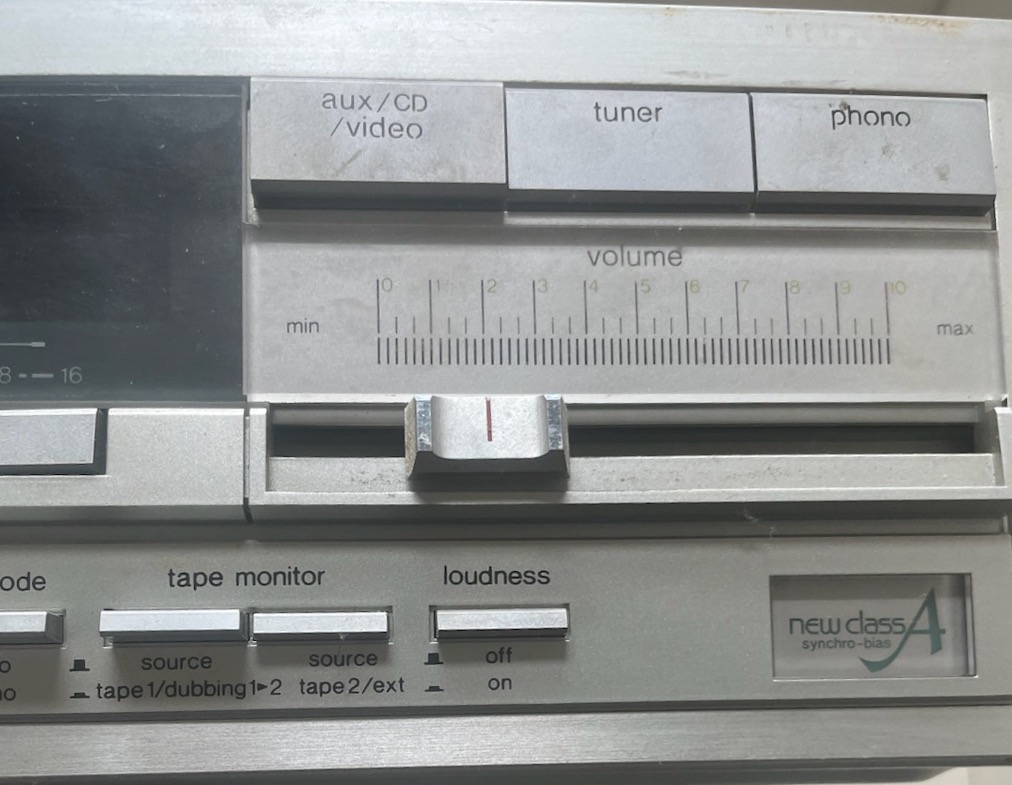 aux/CD
/video
tuner
phono
volume
0 1 2 3 4 5 6 7 8 9 10
min
max
8 16
tape monitor
loudness
source
source
off
tape1/dubbing1►2
tape2/ext
on
new class A
synchro-bias